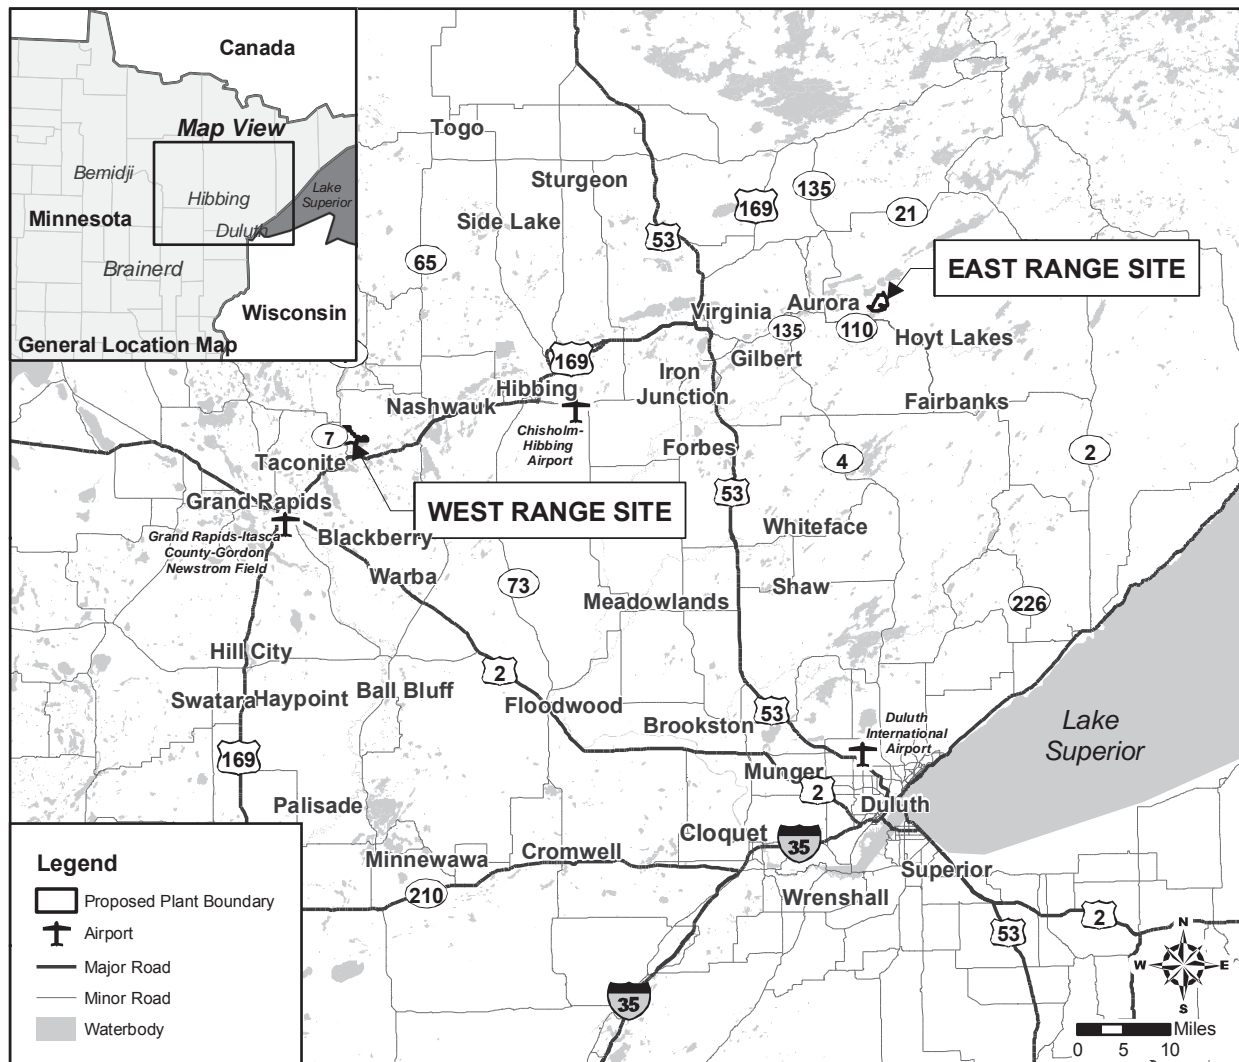 Canada
Map View
Bemidji
Hibbing
Lake
Superior
Minnesota
Duluth
Brainerd
Wisconsin
General Location Map
Togo
Sturgeon
Side Lake
135
169
21
53
65
EAST RANGE SITE
Aurora
Virginia
135
110
Hoyt Lakes
Gilbert
169
Iron
Junction
Hibbing
Nashwauk
Fairbanks
Chisholm-
Hibbing
Airport
7
Taconite
Forbes
4
2
Grand Rapids
WEST RANGE SITE
53
Grand Rapids-Itasca
County-Gordon
Newstrom Field
Blackberry
Whiteface
Warba
73
Shaw
Meadowlands
226
Hill City
2
Swatara
Haypoint
Ball Bluff
Floodwood
Brookston
53
Duluth
International
Airport
Lake
Superior
169
Munger
2
Duluth
Palisade
Cloquet
35
Minnewawa
Cromwell
Superior
210
Wrenshall
2
53
35
Legend
Proposed Plant Boundary
Airport
Major Road
Minor Road
Waterbody
N
W
E
S
Miles
0 5 10